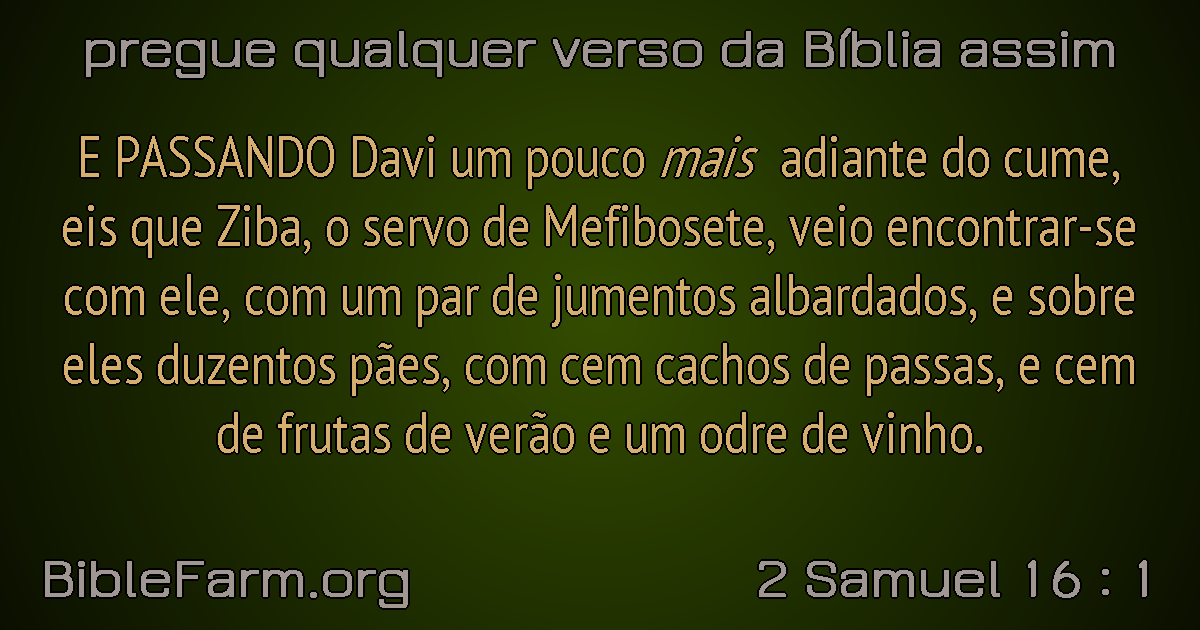 pregue qualquer verso da Bíblia assim
E PASSANDO Davi um pouco mais adiante do cume,
eis que Ziba, o servo de Mefibosete, veio encontrar-se
com ele, com um par de jumentos albardados, e sobre
eles duzentos pães, com cem cachos de passas, e cem
de frutas de verão e um odre de vinho.
BibleFarm.org
2 Samuel 16 : 1